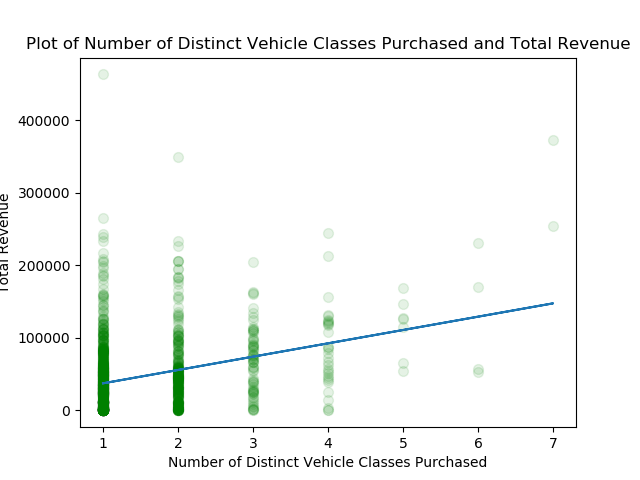 Plot of Number of Distinct Vehicle Classes Purchased and Total Revenue
400000
300000
200000
100000
0
Total Revenue
1 2 3 4 5 6 7
Number of Distinct Vehicle Classes Purchased